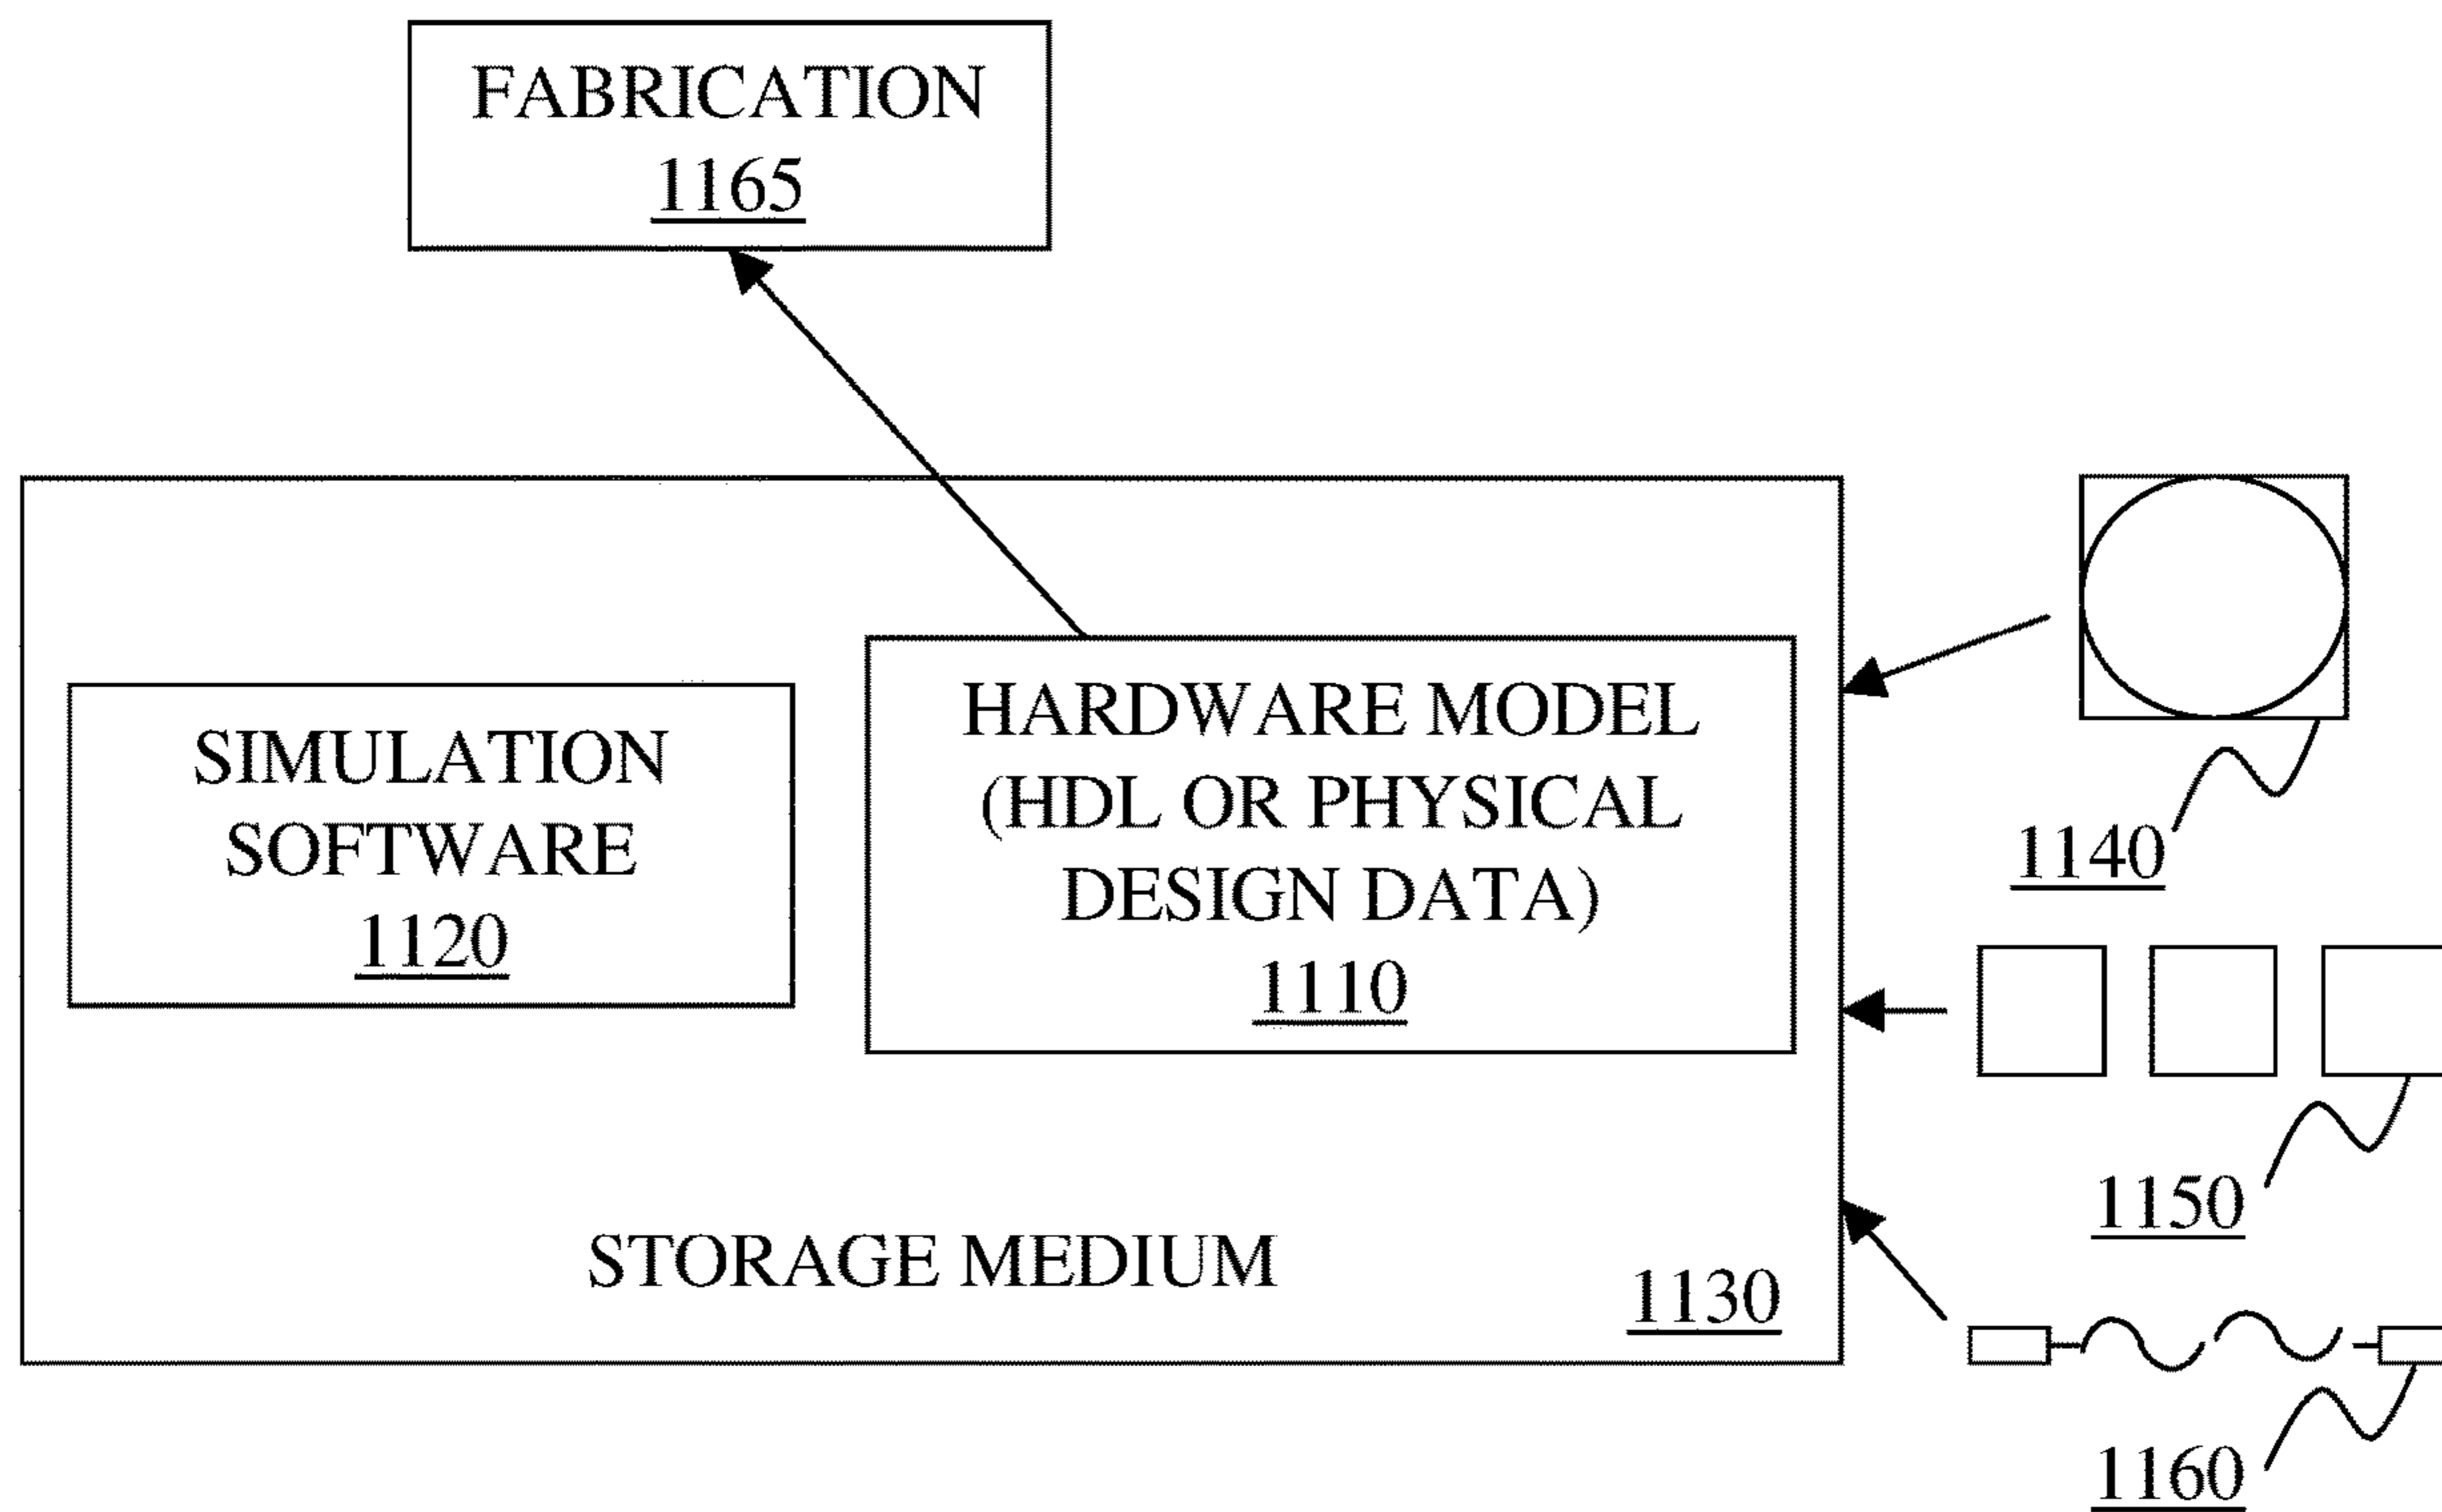 FABRICATION
1165
SIMULATION
SOFTWARE
1120
HARDWARE MODEL
(HDL OR PHYSICAL
DESIGN DATA)
1110
STORAGE MEDIUM
1130
1140
1150
1160